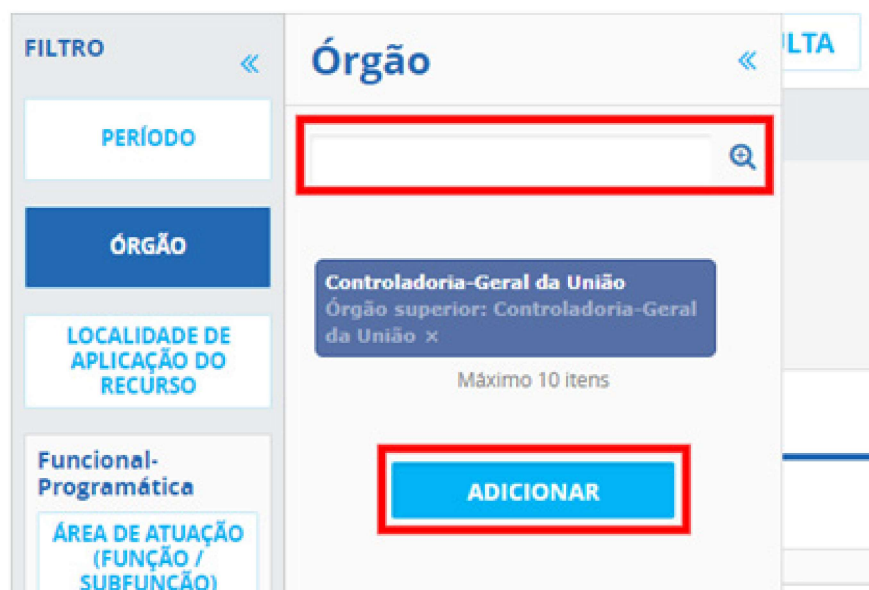 FILTRO
PERÍODO
ÓRGÃO
LOCALIDADE DE
APLICAÇÃO DO
RECURSO
Funcional-
Programática
ÁREA DE ATUAÇÃO
(FUNÇÃO /
SUBFUNÇÃO)
Órgão
Controladoria-Geral da União
Órgão superior: Controladoria-Geral
da União ×
Máximo 10 itens
ADICIONAR
ULTA